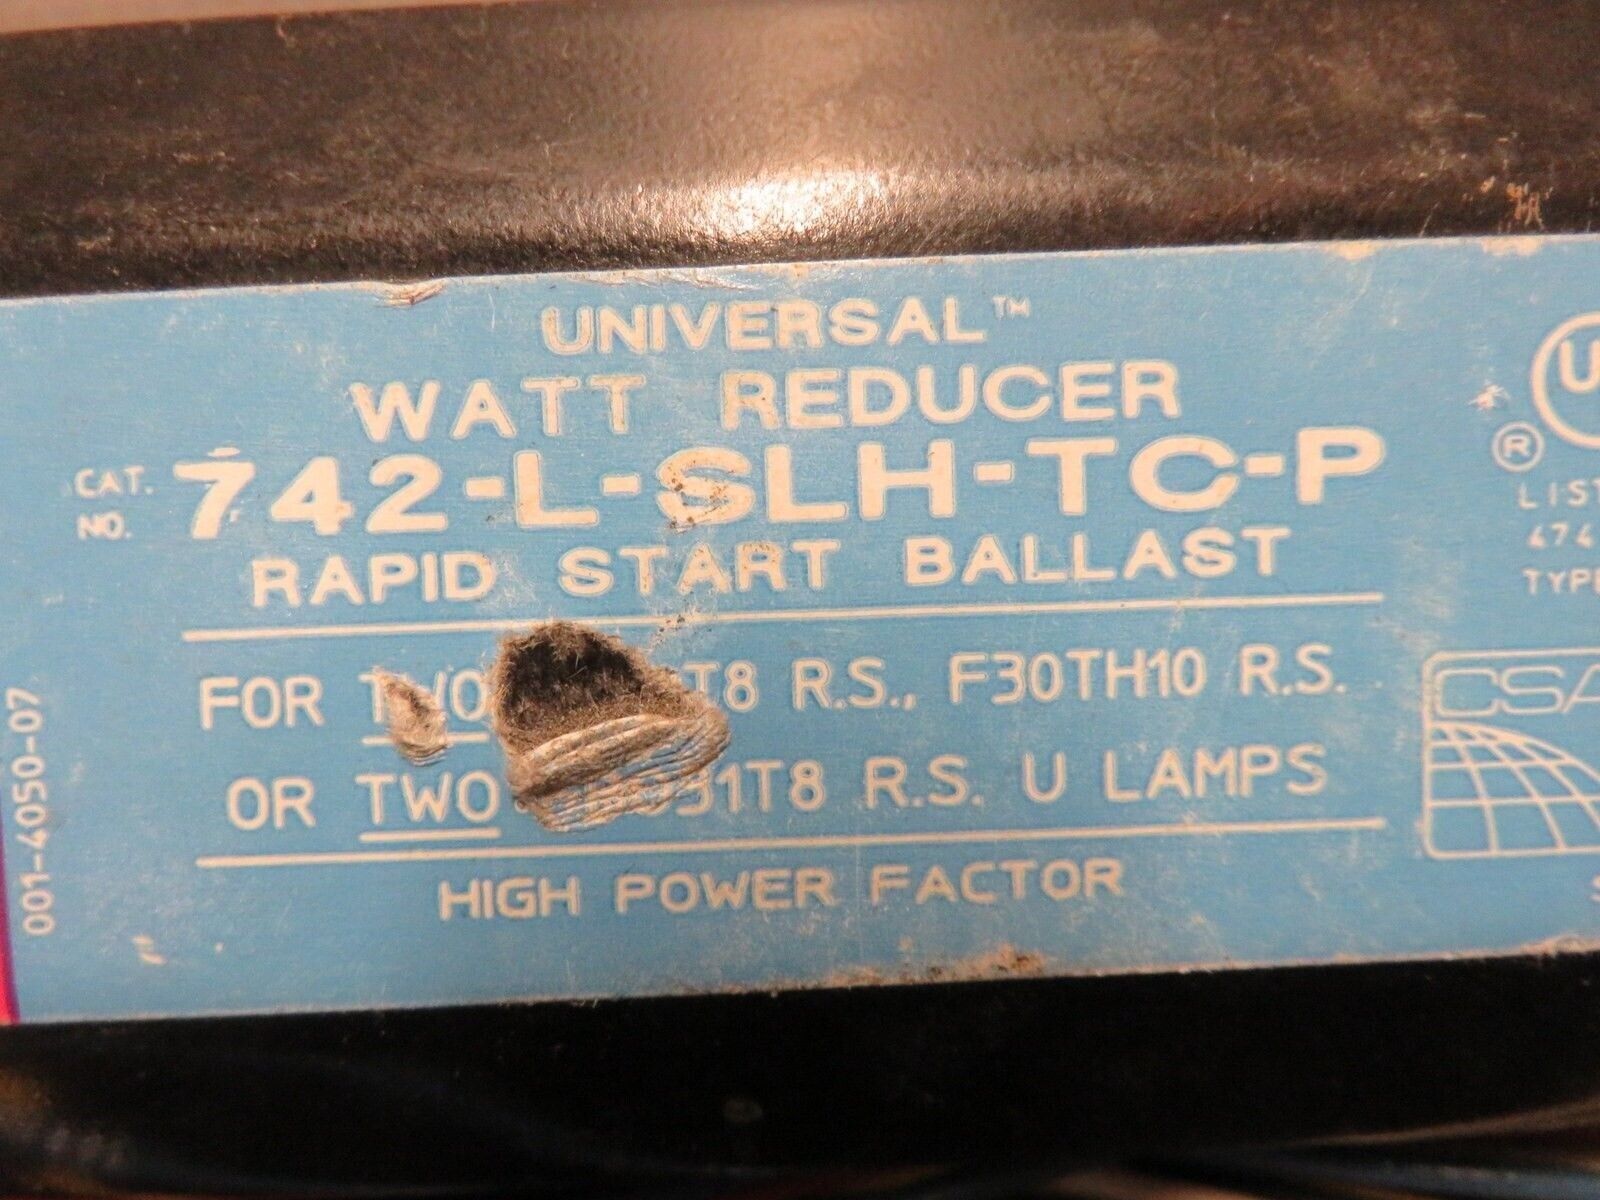 UNIVERSAL™
WATT REDUCER
CAT. NO. 742-L-SLH-TC-P
RAPID START BALLAST
FOR TWO T8 R.S., F30TH10 R.S.
OR TWO 31T8 R.S. U LAMPS
HIGH POWER FACTOR
001-4050-07
®
LIST
474
TYPE
CSA